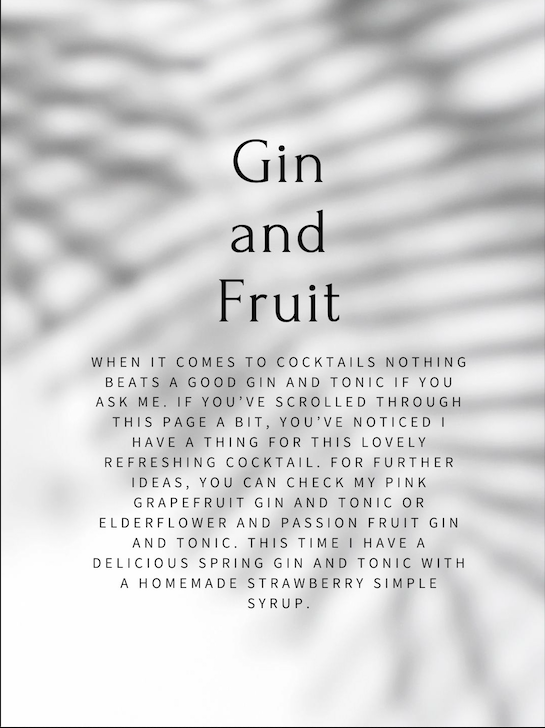 Gin
and
Fruit
WHEN IT COMES TO COCKTAILS NOTHING
BEATS A GOOD GIN AND TONIC IF YOU
ASK ME. IF YOU’VE SCROLLED THROUGH
THIS PAGE A BIT, YOU’VE NOTICED I
HAVE A THING FOR THIS LOVELY
REFRESHING COCKTAIL. FOR FURTHER
IDEAS, YOU CAN CHECK MY PINK
GRAPEFRUIT GIN AND TONIC OR
ELDERFLOWER AND PASSION FRUIT GIN
AND TONIC. THIS TIME I HAVE A
DELICIOUS SPRING GIN AND TONIC WITH
A HOMEMADE STRAWBERRY SIMPLE
SYRUP.